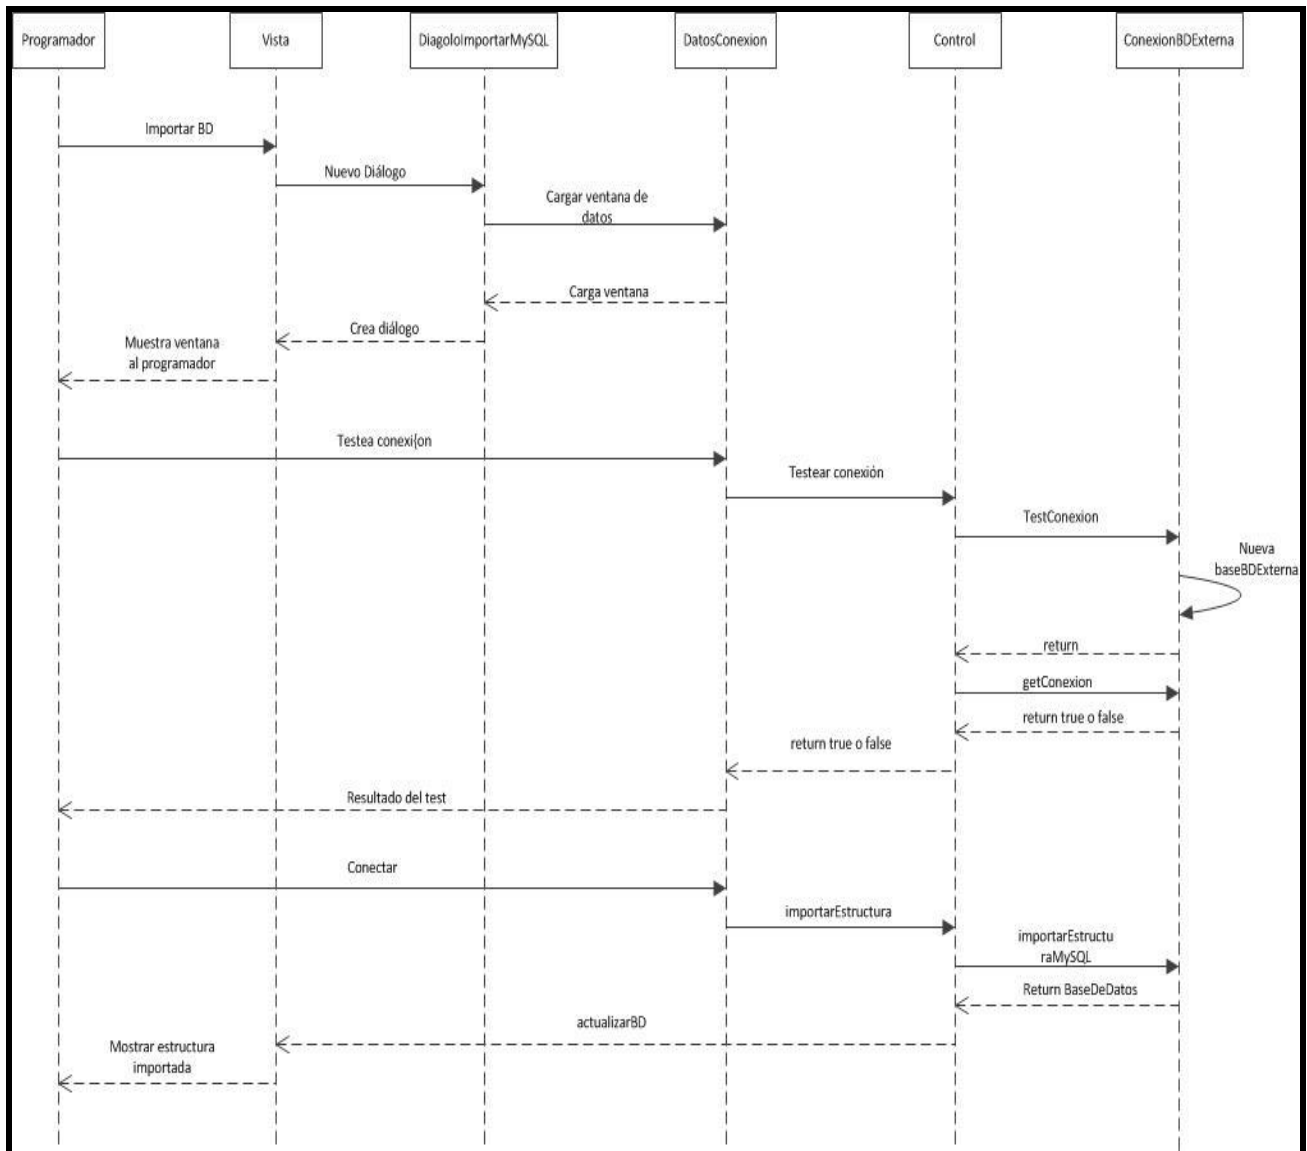 Programador
Vista
DiagoloImportarMySQL
DatosConexion
Control
ConexionBDExterna
Importar BD
Nuevo Diálogo
Cargar ventana de
datos
Carga ventana
Crea diálogo
Muestra ventana
al programador
Testea conexi{on
Testear conexión
TestConexion
Nueva
baseBDExterna
return
getConexion
return true o false
return true o false
Resultado del test
Conectar
importarEstructura
importarEstructu
raMySQL
Return BaseDeDatos
actualizarBD
Mostrar estructura
importada